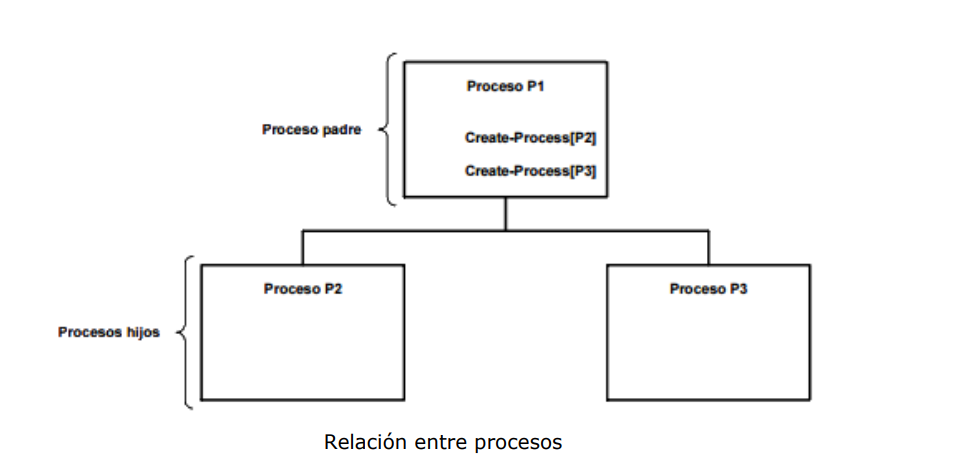 Proceso P1
Proceso padre
Create-Process[P2]
Create-Process[P3]
Proceso P2
Proceso P3
Procesos hijos
Relación entre procesos